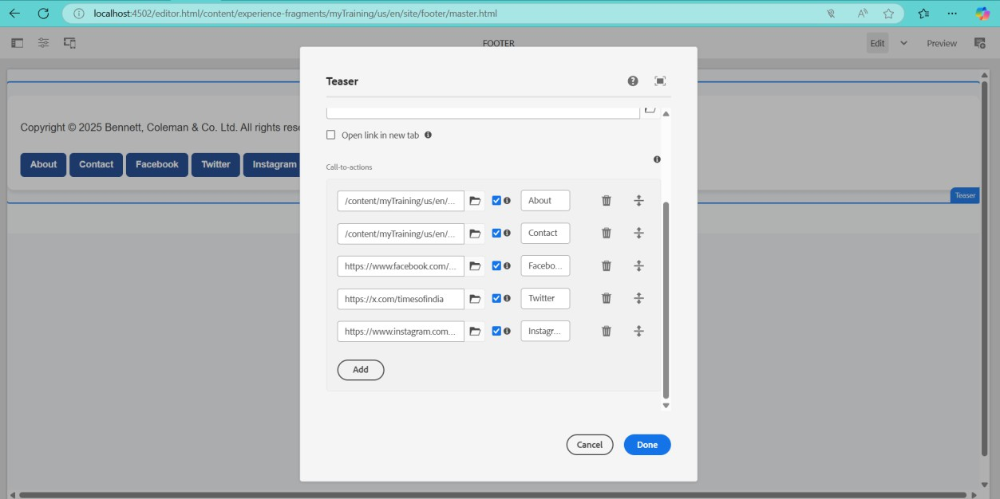 localhost:4502/editor.html/content/experience-fragments/myTraining/us/en/site/footer/master.html
FOOTER
Edit
Preview
Teaser
Copyright © 2025 Bennett, Coleman & Co. Ltd. All rights
Open link in new tab
About Contact Facebook Twitter Instagram
Call-to-actions
Teaser
/content/myTraining/us/en/... About
/content/myTraining/us/en/... Contact
https://www.facebook.com/... Facebo...
https://x.com/timesofindia Twitter
https://www.instagram.com... Instagr...
Add
Cancel
Done